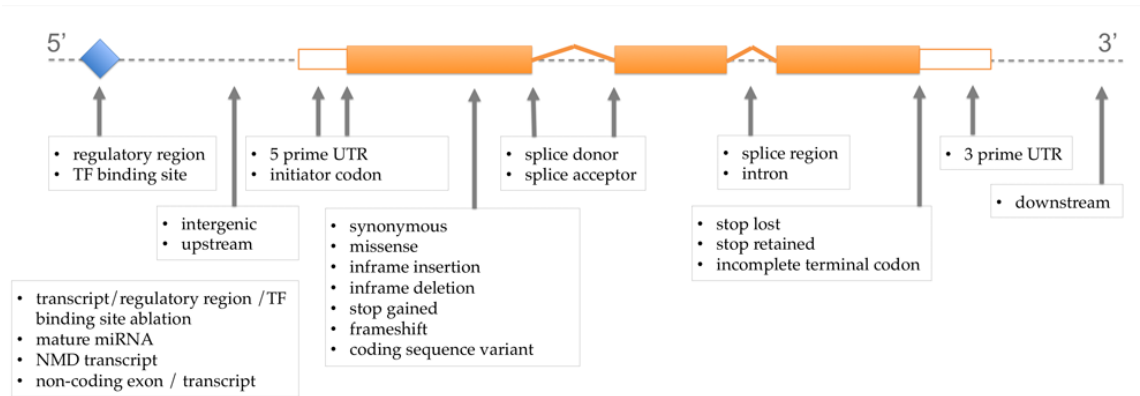 5’
3’
• regulatory region
• TF binding site
• 5 prime UTR
• initiator codon
• splice donor
• splice acceptor
• splice region
• intron
• 3 prime UTR
• intergenic
• upstream
• synonymous
• missense
• inframe insertion
• inframe deletion
• stop gained
• frameshift
• coding sequence variant
• stop lost
• stop retained
• incomplete terminal codon
• downstream
• transcript/regulatory region /TF
binding site ablation
• mature miRNA
• NMD transcript
• non-coding exon / transcript